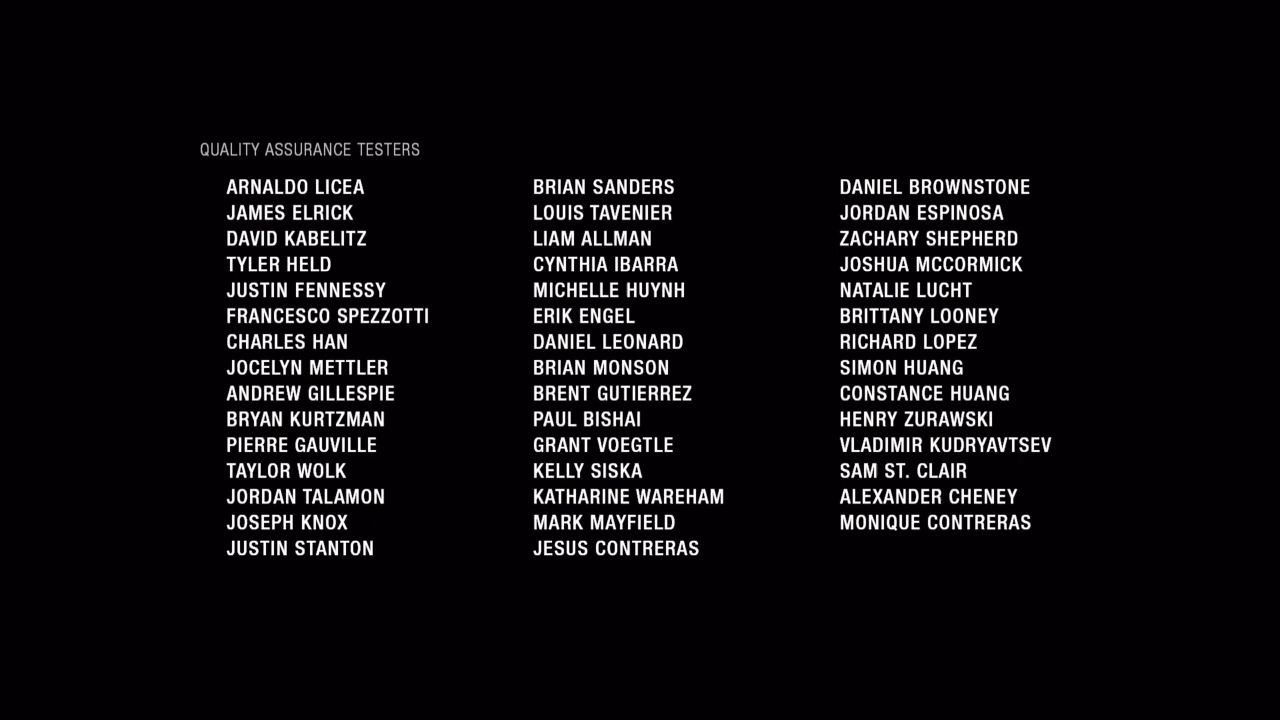 QUALITY ASSURANCE TESTERS
ARNALDO LICEA
JAMES ELRICK
DAVID KABELITZ
TYLER HELD
JUSTIN FENNESSY
FRANCESCO SPEZZOTTI
CHARLES HAN
JOCELYN METTLER
ANDREW GILLESPIE
BRYAN KURTZMAN
PIERRE GAUVILLE
TAYLOR WOLK
JORDAN TALAMON
JOSEPH KNOX
JUSTIN STANTON
BRIAN SANDERS
LOUIS TAVENIER
LIAM ALLMAN
CYNTHIA IBARRA
MICHELLE HUYNH
ERIK ENGEL
DANIEL LEONARD
BRIAN MONSON
BRENT GUTIERREZ
PAUL BISHAI
GRANT VOEGTLE
KELLY SISKA
KATHARINE WAREHAM
MARK MAYFIELD
JESUS CONTRERAS
DANIEL BROWNSTONE
JORDAN ESPINOSA
ZACHARY SHEPHERD
JOSHUA MCCORMICK
NATALIE LUCHT
BRITTANY LOONEY
RICHARD LOPEZ
SIMON HUANG
CONSTANCE HUANG
HENRY ZURAWSKI
VLADIMIR KUDRYAVTSEV
SAM ST. CLAIR
ALEXANDER CHENEY
MONIQUE CONTRERAS